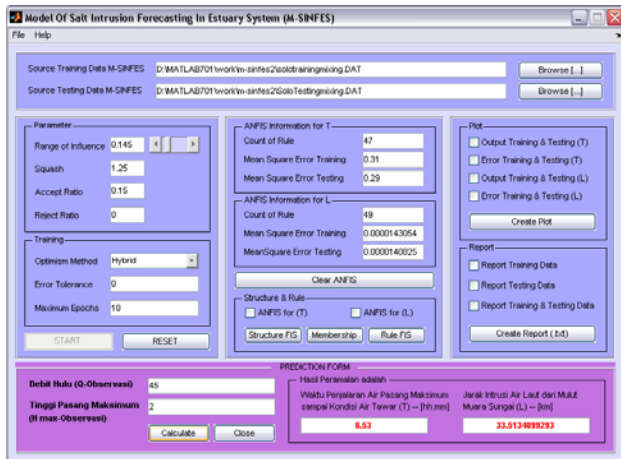 Model Of Salt Intrusion Forecasting In Estuary System (M-SINFES)
File Help
Source Training Data M-SINFES D:\MATLAB701\work\m-sinfes2\solotrainingmixing.DAT Browse [...]
Source Testing Data M-SINFES D:\MATLAB701\work\m-sinfes2\SoloTestingmixing.DAT Browse [...]
Parameter
Range of Influence 0.145
Squash 1.25
Accept Ratio 0.15
Reject Ratio 0
Training
Optimism Method Hybrid
Error Tolerance 0
Maximum Epochs 10
START RESET
ANFIS Information for T
Count of Rule 47
Mean Square Error Training 0.31
Mean Square Error Testing 0.29
ANFIS Information for L
Count of Rule 49
Mean Square Error Training 0.0000143054
MeanSquare Error Testing 0.0000140825
Clear ANFIS
Structure & Rule
ANFIS for (T) ANFIS for (L)
Structure FIS Membership Rule FIS
Plot
Output Training & Testing (T)
Error Training & Testing (T)
Output Training & Testing (L)
Error Training & Testing (L)
Create Plot
Report
Report Training Data
Report Testing Data
Report Training & Testing Data
Create Report (.txt)
PREDICTION FORM
Debit Hulu (Q-Observasi) 45
Tinggi Pasang Maksimum
(H max-Observasi) 2
Calculate Close
Hasil Peramalan adalah
Waktu Penjalaran Air Pasang Maksimum
sampai Kondisi Air Tawar (T) -- [hh.mm]
8.53
Jarak Intrusi Air Laut dari Mulut
Muara Sungai (L) -- [km]
33.5134099293